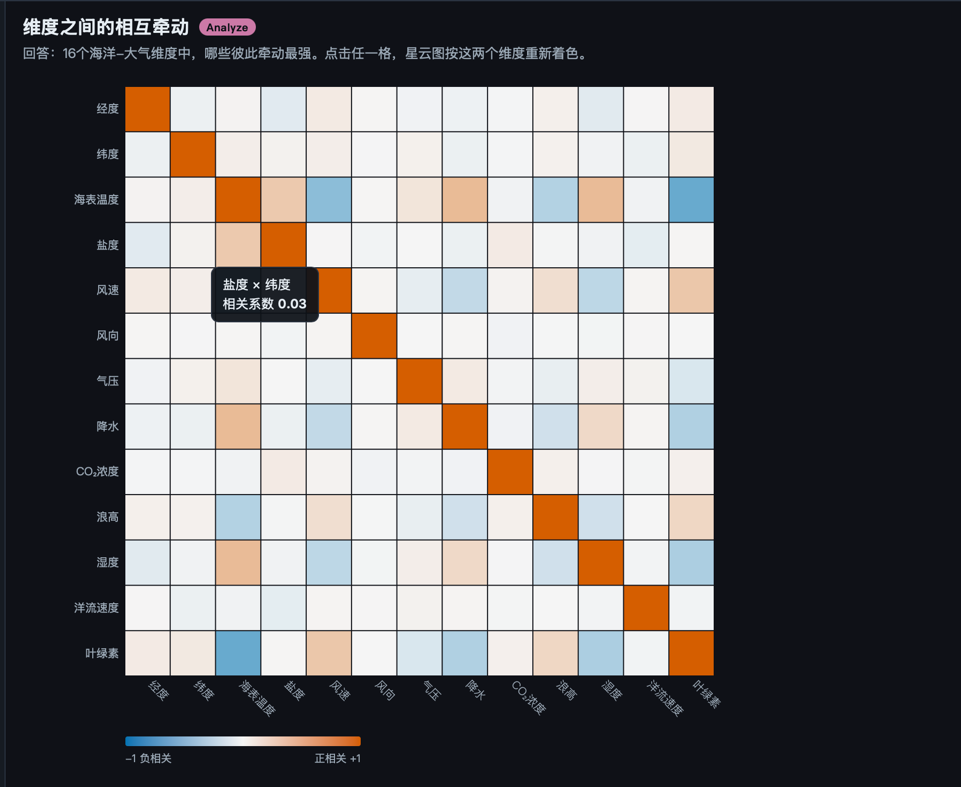 维度之间的相互牵动 Analyze
回答：16个海洋–大气维度中，哪些彼此牵动最强。点击任一格，星云图按这两个维度重新着色。
经度
纬度
海表温度
盐度
风速
盐度 × 纬度
相关系数 0.03
风向
气压
降水
CO₂浓度
浪高
湿度
洋流速度
叶绿素
经度
纬度
海表温度
盐度
风速
风向
气压
降水
CO₂浓度
浪高
湿度
洋流速度
叶绿素
−1 负相关
正相关 +1